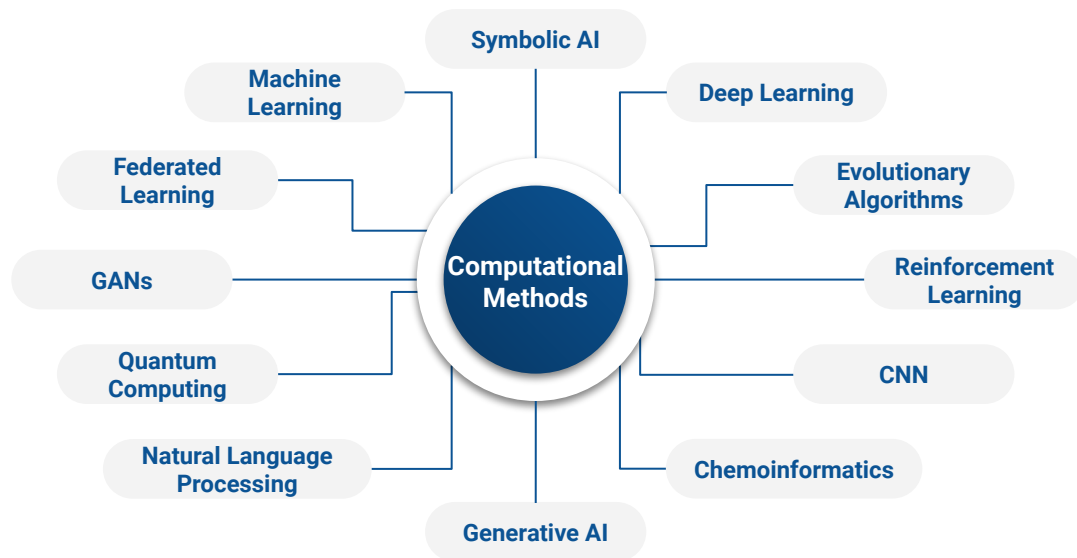 Symbolic AI
Machine
Learning
Deep Learning
Federated
Learning
Evolutionary
Algorithms
GANs
Computational
Methods
Reinforcement
Learning
Quantum
Computing
CNN
Natural Language
Processing
Chemoinformatics
Generative AI